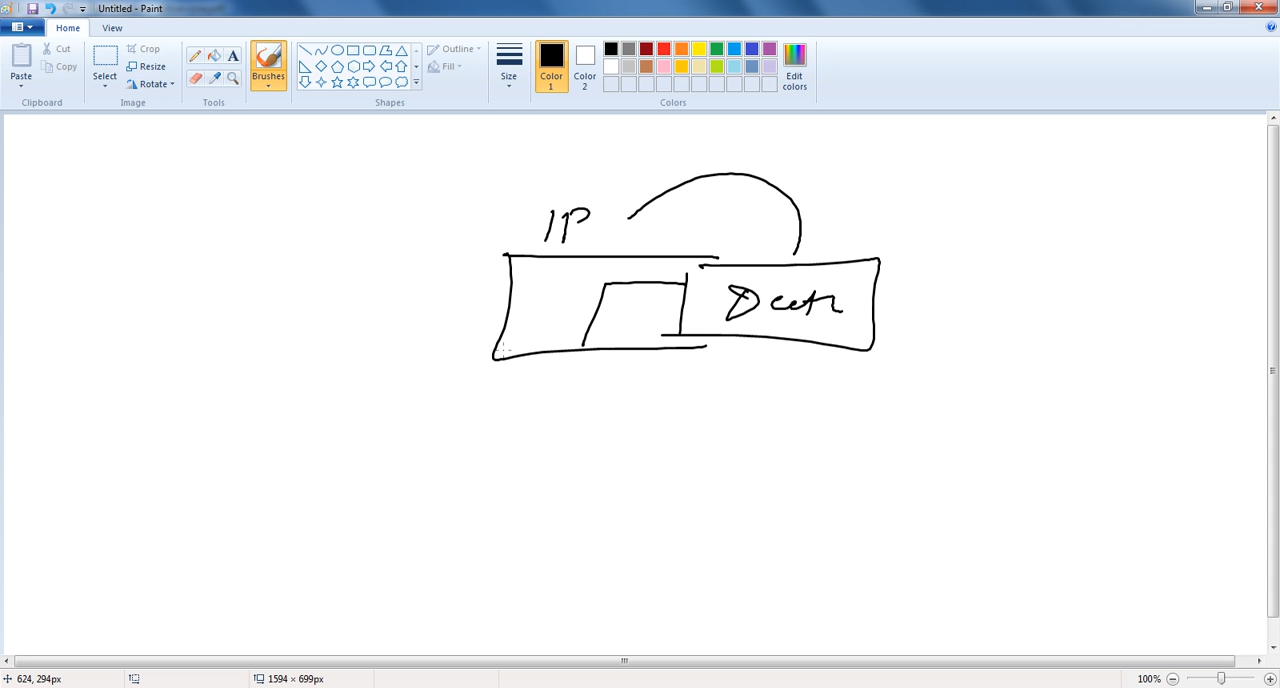 Untitled - Paint
Home
View
Paste
Cut
Copy
Clipboard
Select
Crop
Resize
Rotate
Image
Tools
Brushes
Shapes
Outline
Fill
Size
Color 1
Color 2
Colors
Edit colors
IP
624, 294px
1594 × 699px
100%